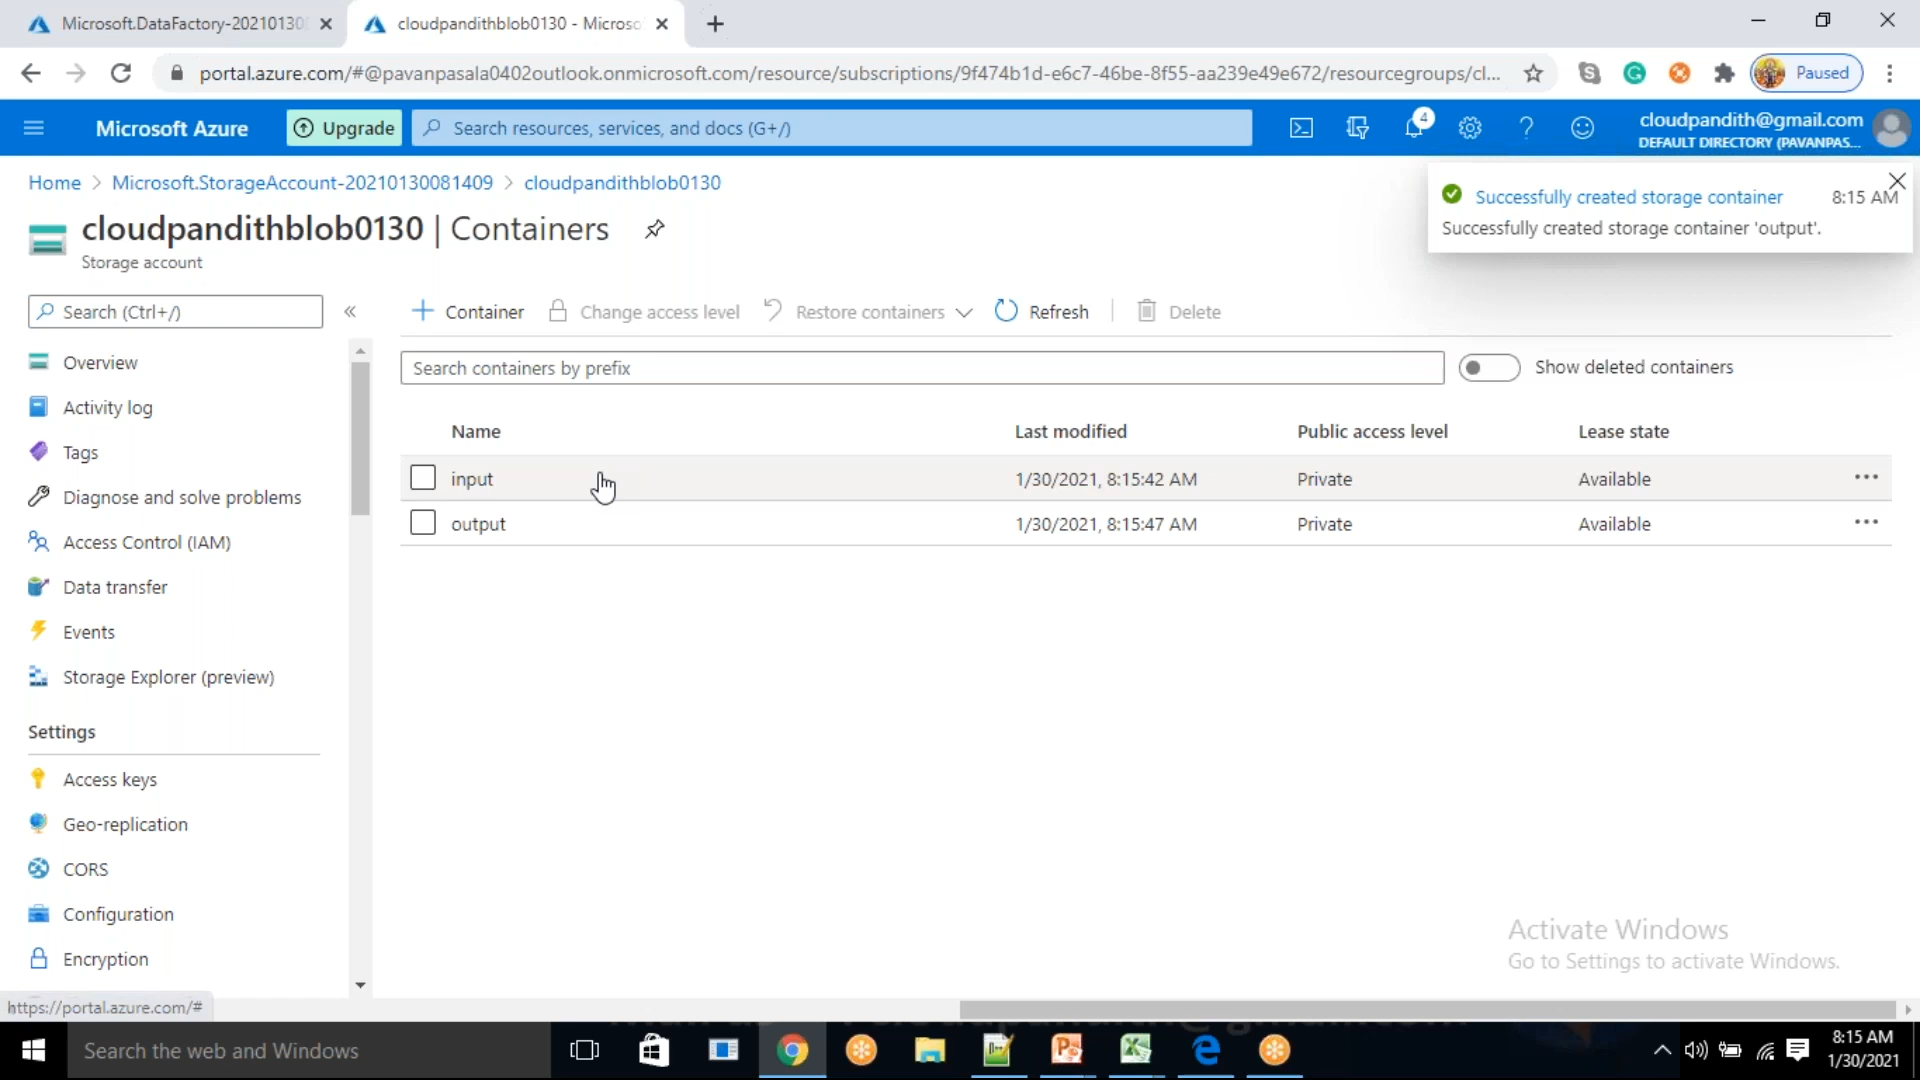 Microsoft.DataFactory-20210130
cloudpandithblob0130 - Microso
portal.azure.com/#@pavanpasala0402outlook.onmicrosoft.com/resource/subscriptions/9f474b1d-e6c7-46be-8f55-aa239e49e672/resourcegroups/cl...
Paused
Microsoft Azure
Upgrade
Search resources, services, and docs (G+/)
4
cloudpandith@gmail.com
DEFAULT DIRECTORY (PAVANPAS...
Home > Microsoft.StorageAccount-20210130081409 > cloudpandithblob0130
Successfully created storage container 8:15 AM
Successfully created storage container 'output'.
cloudpandithblob0130 | Containers
Storage account
Search (Ctrl+/)
Container
Change access level
Restore containers
Refresh
Delete
Search containers by prefix
Show deleted containers
Name Last modified Public access level Lease state
input 1/30/2021, 8:15:42 AM Private Available
output 1/30/2021, 8:15:47 AM Private Available
Overview
Activity log
Tags
Diagnose and solve problems
Access Control (IAM)
Data transfer
Events
Storage Explorer (preview)
Settings
Access keys
Geo-replication
CORS
Configuration
Encryption
Activate Windows
Go to Settings to activate Windows.
https://portal.azure.com/#
Search the web and Windows
8:15 AM
1/30/2021